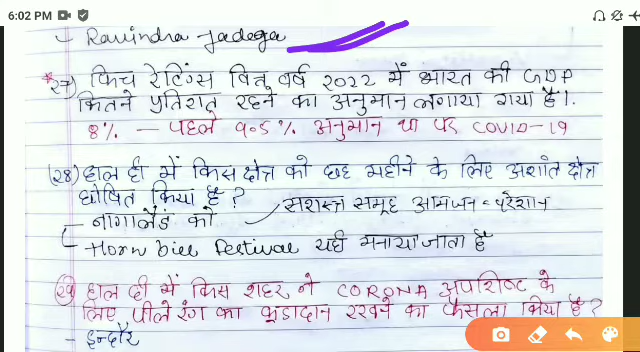 6:02 PM
- Ravindra Jadega
*27) फिच रेटिंग्स वित्त वर्ष 2022 में भारत की GDP
कितने प्रतिशत रहने का अनुमान लगाया गया है।
8% — पहले 9.5% अनुमान था पर COVID-19
(28) हाल ही में किस क्षेत्र को छह महीने के लिए अशांत क्षेत्र
घोषित किया है?
- नागालैंड को सशस्त्र समूह आमजन = परेशान
Horn bill Festival यहाँ मनाया जाता है
(29) हाल ही में किस शहर ने CORONA अपशिष्ट के
लिए पीले रंग का कूडादान रखने का फैसला किया है?
- इन्दौर